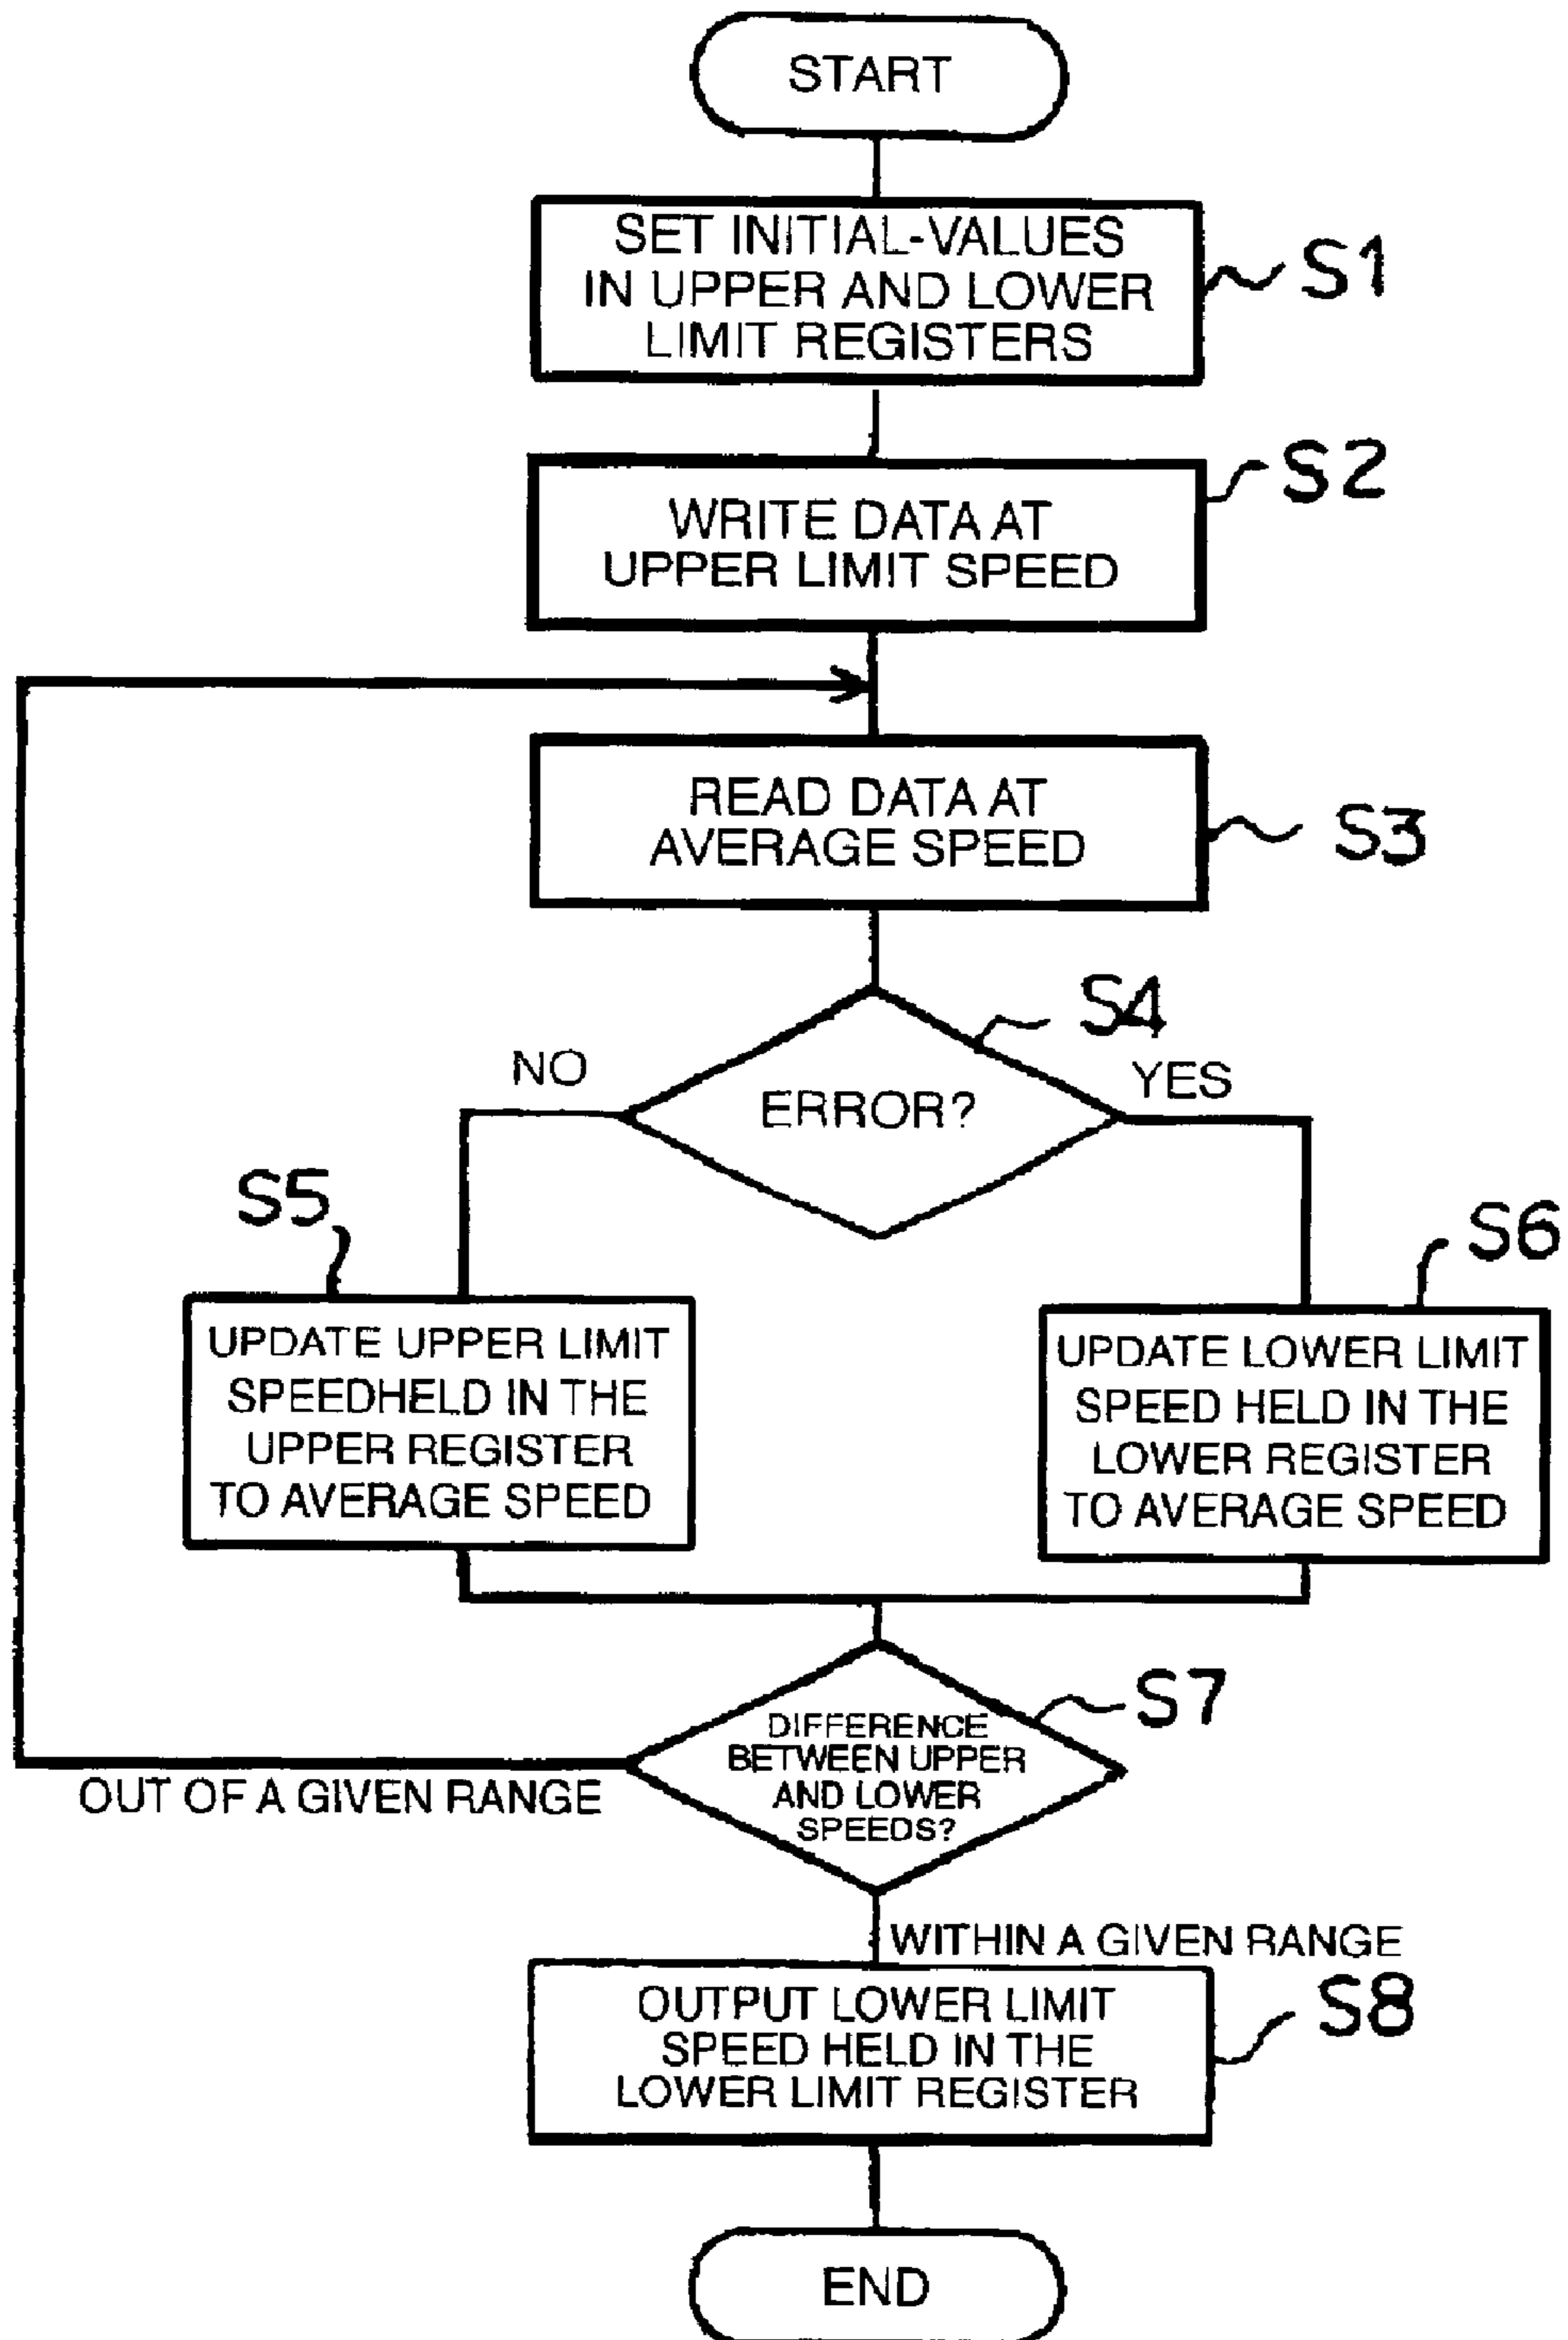 START
SET INITIAL-VALUES
IN UPPER AND LOWER
LIMIT REGISTERS
S1
WRITE DATA AT
UPPER LIMIT SPEED
S2
READ DATA AT
AVERAGE SPEED
S3
S4
NO
ERROR?
YES
S5
S6
UPDATE UPPER LIMIT
SPEEDHELD IN THE
UPPER REGISTER
TO AVERAGE SPEED
UPDATE LOWER LIMIT
SPEED HELD IN THE
LOWER REGISTER
TO AVERAGE SPEED
S7
DIFFERENCE
BETWEEN UPPER
AND LOWER
SPEEDS?
OUT OF A GIVEN RANGE
WITHIN A GIVEN RANGE
OUTPUT LOWER LIMIT
SPEED HELD IN THE
LOWER LIMIT REGISTER
S8
END